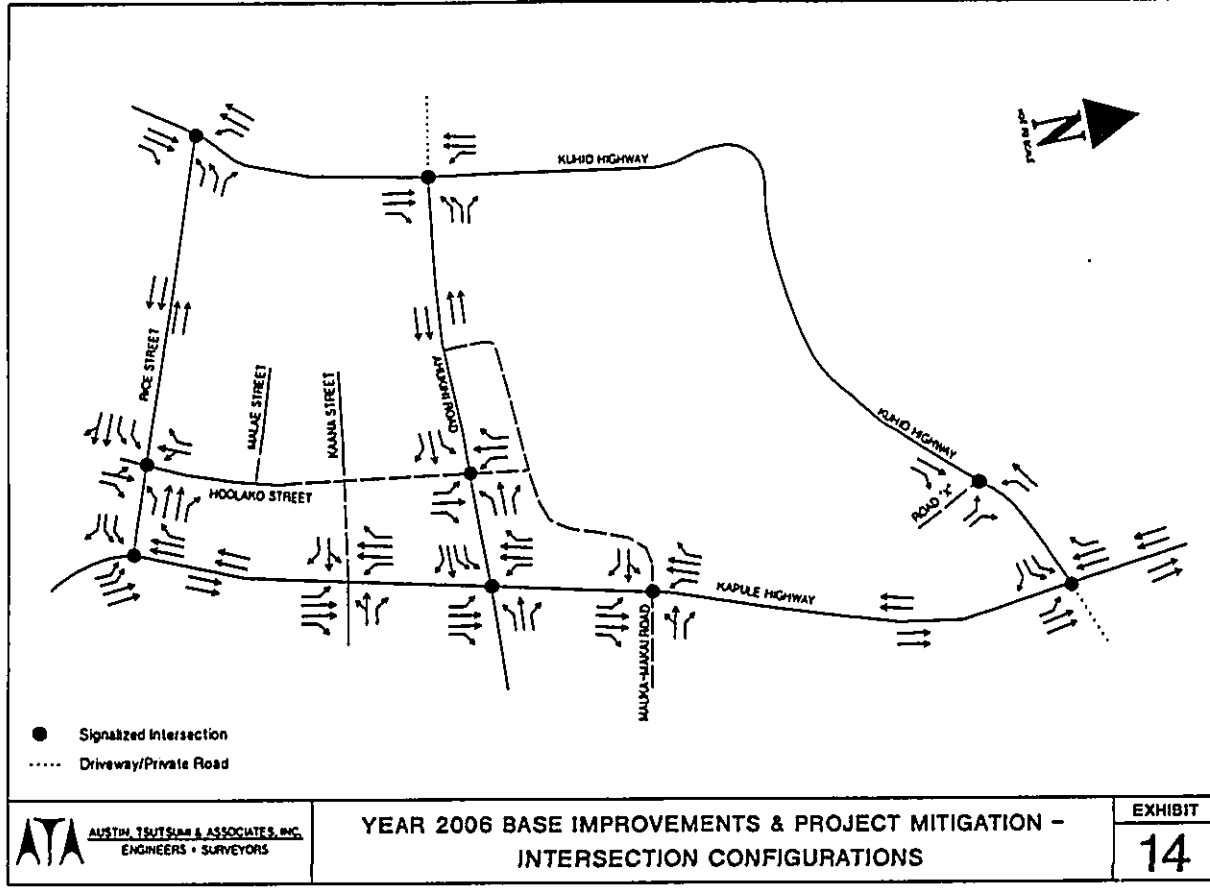 N
KUHIO HIGHWAY
RICE STREET
MALAE STREET
KAANA STREET
AHUKINI ROAD
HOOLAKO STREET
KUHIO HIGHWAY
ROAD "X"
KAPULE HIGHWAY
MAUKA-MAKAI ROAD
Signalized Intersection
Driveway/Private Road
ATA
AUSTIN, TSUTSUMI & ASSOCIATES, INC.
ENGINEERS • SURVEYORS
YEAR 2006 BASE IMPROVEMENTS & PROJECT MITIGATION –
INTERSECTION CONFIGURATIONS
EXHIBIT
14